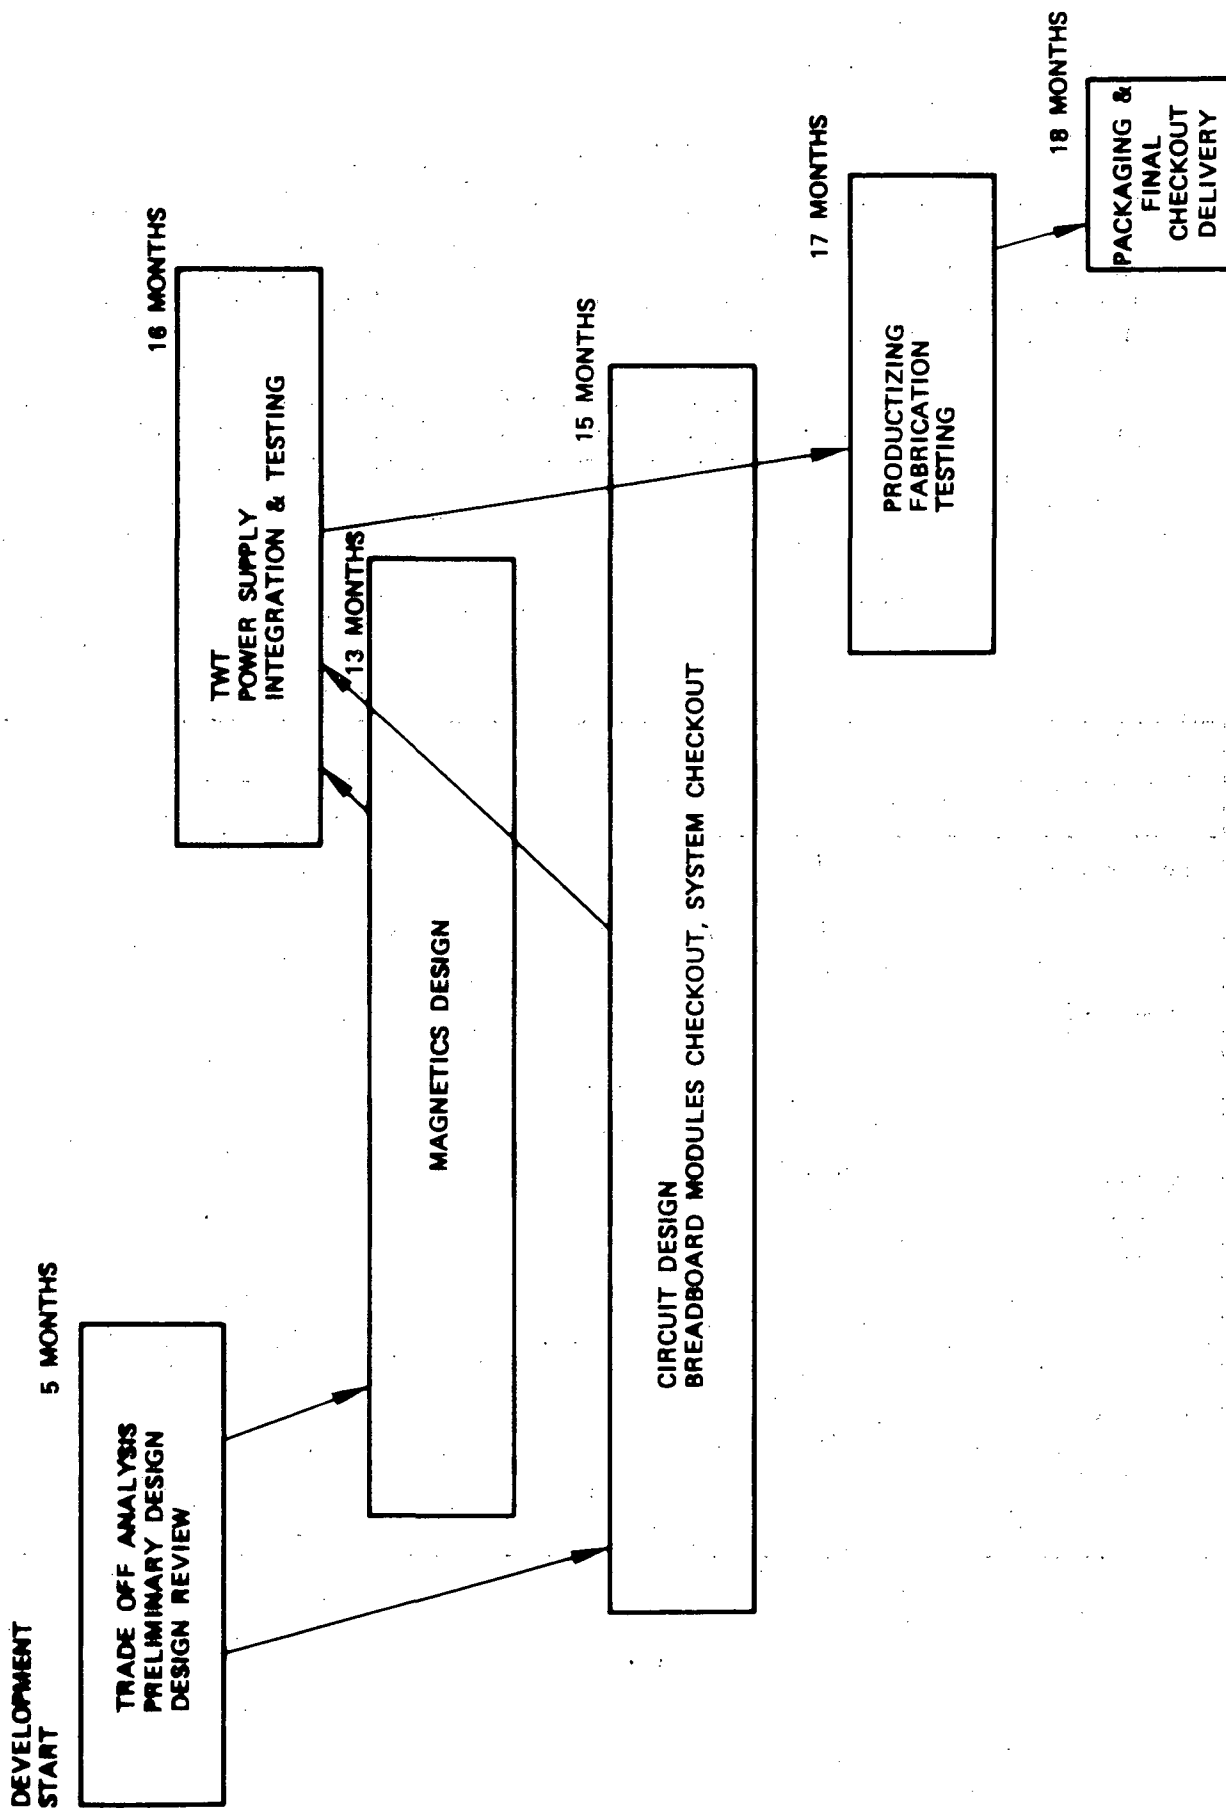 DEVELOPMENT
START
5 MONTHS
TRADE OFF ANALYSIS
PRELIMINARY DESIGN
DESIGN REVIEW
16 MONTHS
TWT
POWER SUPPLY
INTEGRATION & TESTING
13 MONTHS
MAGNETICS DESIGN
15 MONTHS
CIRCUIT DESIGN
BREADBOARD MODULES CHECKOUT, SYSTEM CHECKOUT
17 MONTHS
PRODUCTIZING
FABRICATION
TESTING
18 MONTHS
PACKAGING &
FINAL
CHECKOUT
DELIVERY